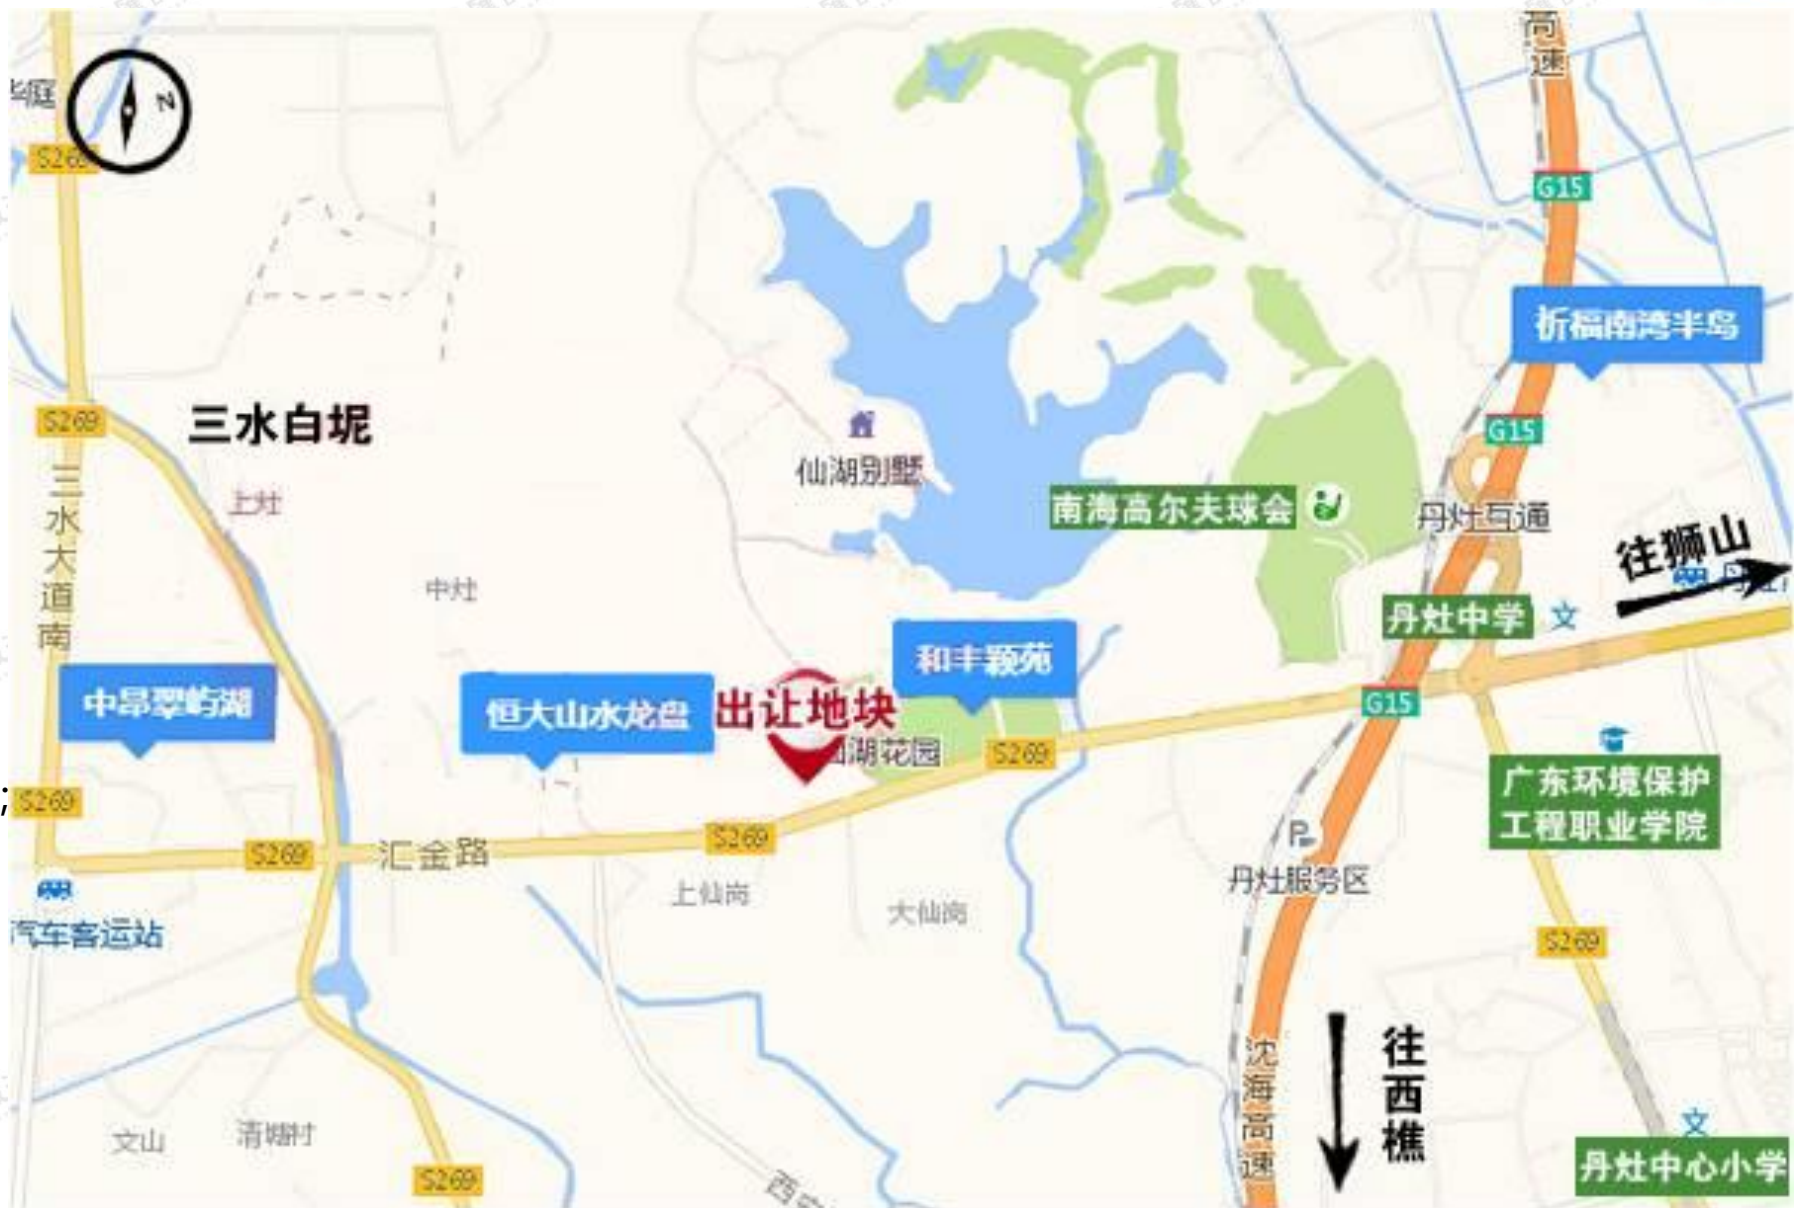 高速
华庭
N
S269
G15
祈福南湾半岛
S269
三水白坭
G15
仙湖别墅
三水大道南
上灶
南海高尔夫球会
丹灶互通
往狮山
中灶
丹灶中学
和丰颖苑
中昂翠屿湖
恒大山水龙盘
出让地块
G15
湖花园
S269
广东环境保护
工程职业学院
;
S269
S269
汇金路
S269
P
丹灶服务区
上仙岗
大仙岗
汽车客运站
S269
沈海高速
往西樵
文山
清塘村
文
文
丹灶中心小学
S269
西